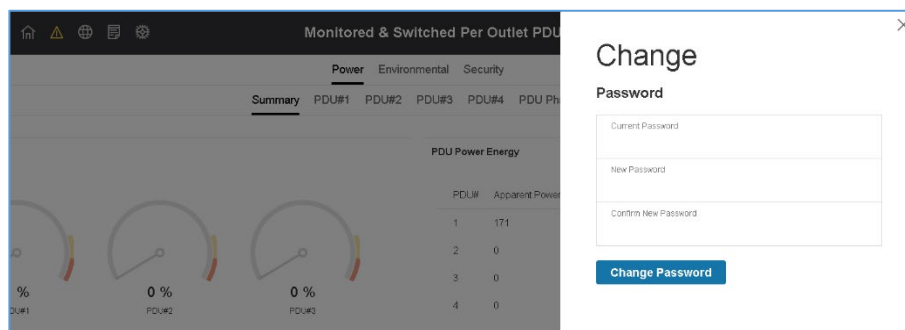 Monitored & Switched Per Outlet PDU
Power Environmental Security
Summary PDU#1 PDU#2 PDU#3 PDU#4 PDU Ph
PDU Power Energy
PDU# Apparent Power
1 171
2 0
3 0
4 0
% 0 % 0 %
PDU#1 PDU#2 PDU#3
Change
Password
Current Password
New Password
Confirm New Password
Change Password